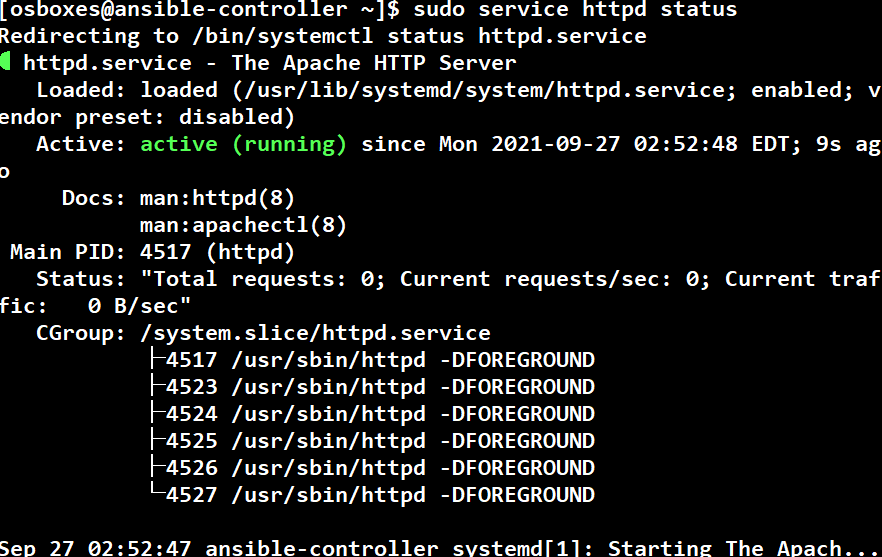 [osboxes@ansible-controller ~]$ sudo service httpd status
Redirecting to /bin/systemctl status httpd.service
httpd.service - The Apache HTTP Server
   Loaded: loaded (/usr/lib/systemd/system/httpd.service; enabled; v
endor preset: disabled)
   Active: active (running) since Mon 2021-09-27 02:52:48 EDT; 9s ag
o
     Docs: man:httpd(8)
           man:apachectl(8)
 Main PID: 4517 (httpd)
   Status: "Total requests: 0; Current requests/sec: 0; Current traf
fic:   0 B/sec"
   CGroup: /system.slice/httpd.service
           ├─4517 /usr/sbin/httpd -DFOREGROUND
           ├─4523 /usr/sbin/httpd -DFOREGROUND
           ├─4524 /usr/sbin/httpd -DFOREGROUND
           ├─4525 /usr/sbin/httpd -DFOREGROUND
           ├─4526 /usr/sbin/httpd -DFOREGROUND
           └─4527 /usr/sbin/httpd -DFOREGROUND
Sep 27 02:52:47 ansible-controller systemd[1]: Starting The Apach...